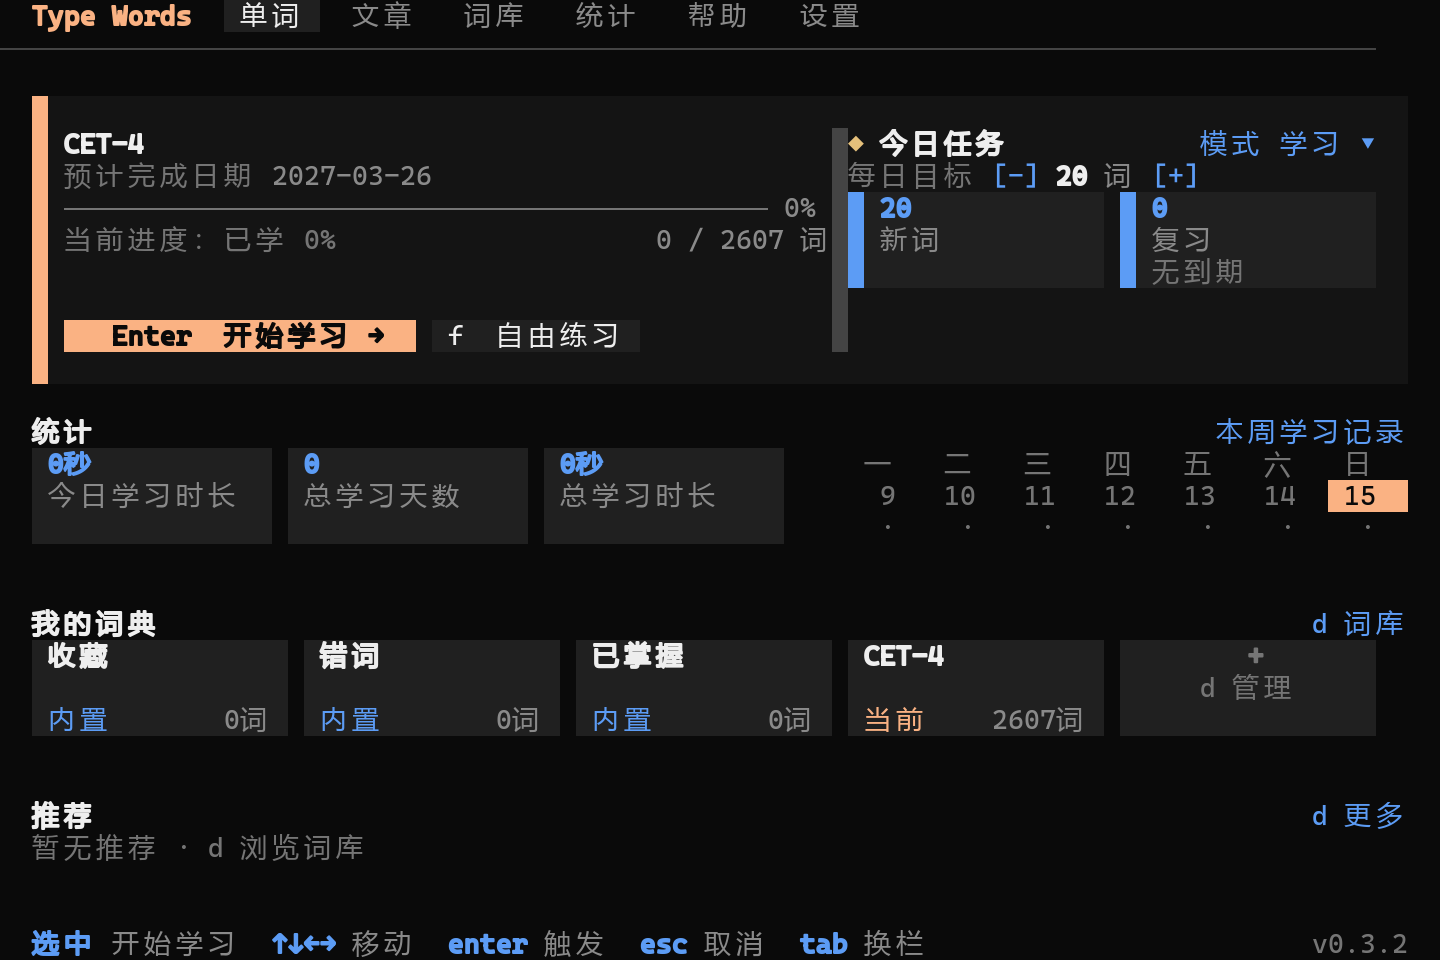 Type Words 单词 文章 词库 统计 帮助 设置
CET-4
预计完成日期 2027-03-26
0%
当前进度: 已学 0% 0 / 2607 词
Enter 开始学习 → f 自由练习
◆ 今日任务 模式 学习 ▼
每日目标 [-] 20 词 [+]
20
新词
0
复习
无到期
统计
0秒
今日学习时长
0
总学习天数
0秒
总学习时长
本周学习记录
一 二 三 四 五 六 日
9 10 11 12 13 14 15
· · · · · · ·
我的词典 d 词库
收藏
内置 0词
错词
内置 0词
已掌握
内置 0词
CET-4
当前 2607词
+
d 管理
推荐 d 更多
暂无推荐 · d 浏览词库
选中 开始学习 ↑↓←→ 移动 enter 触发 esc 取消 tab 换栏 v0.3.2